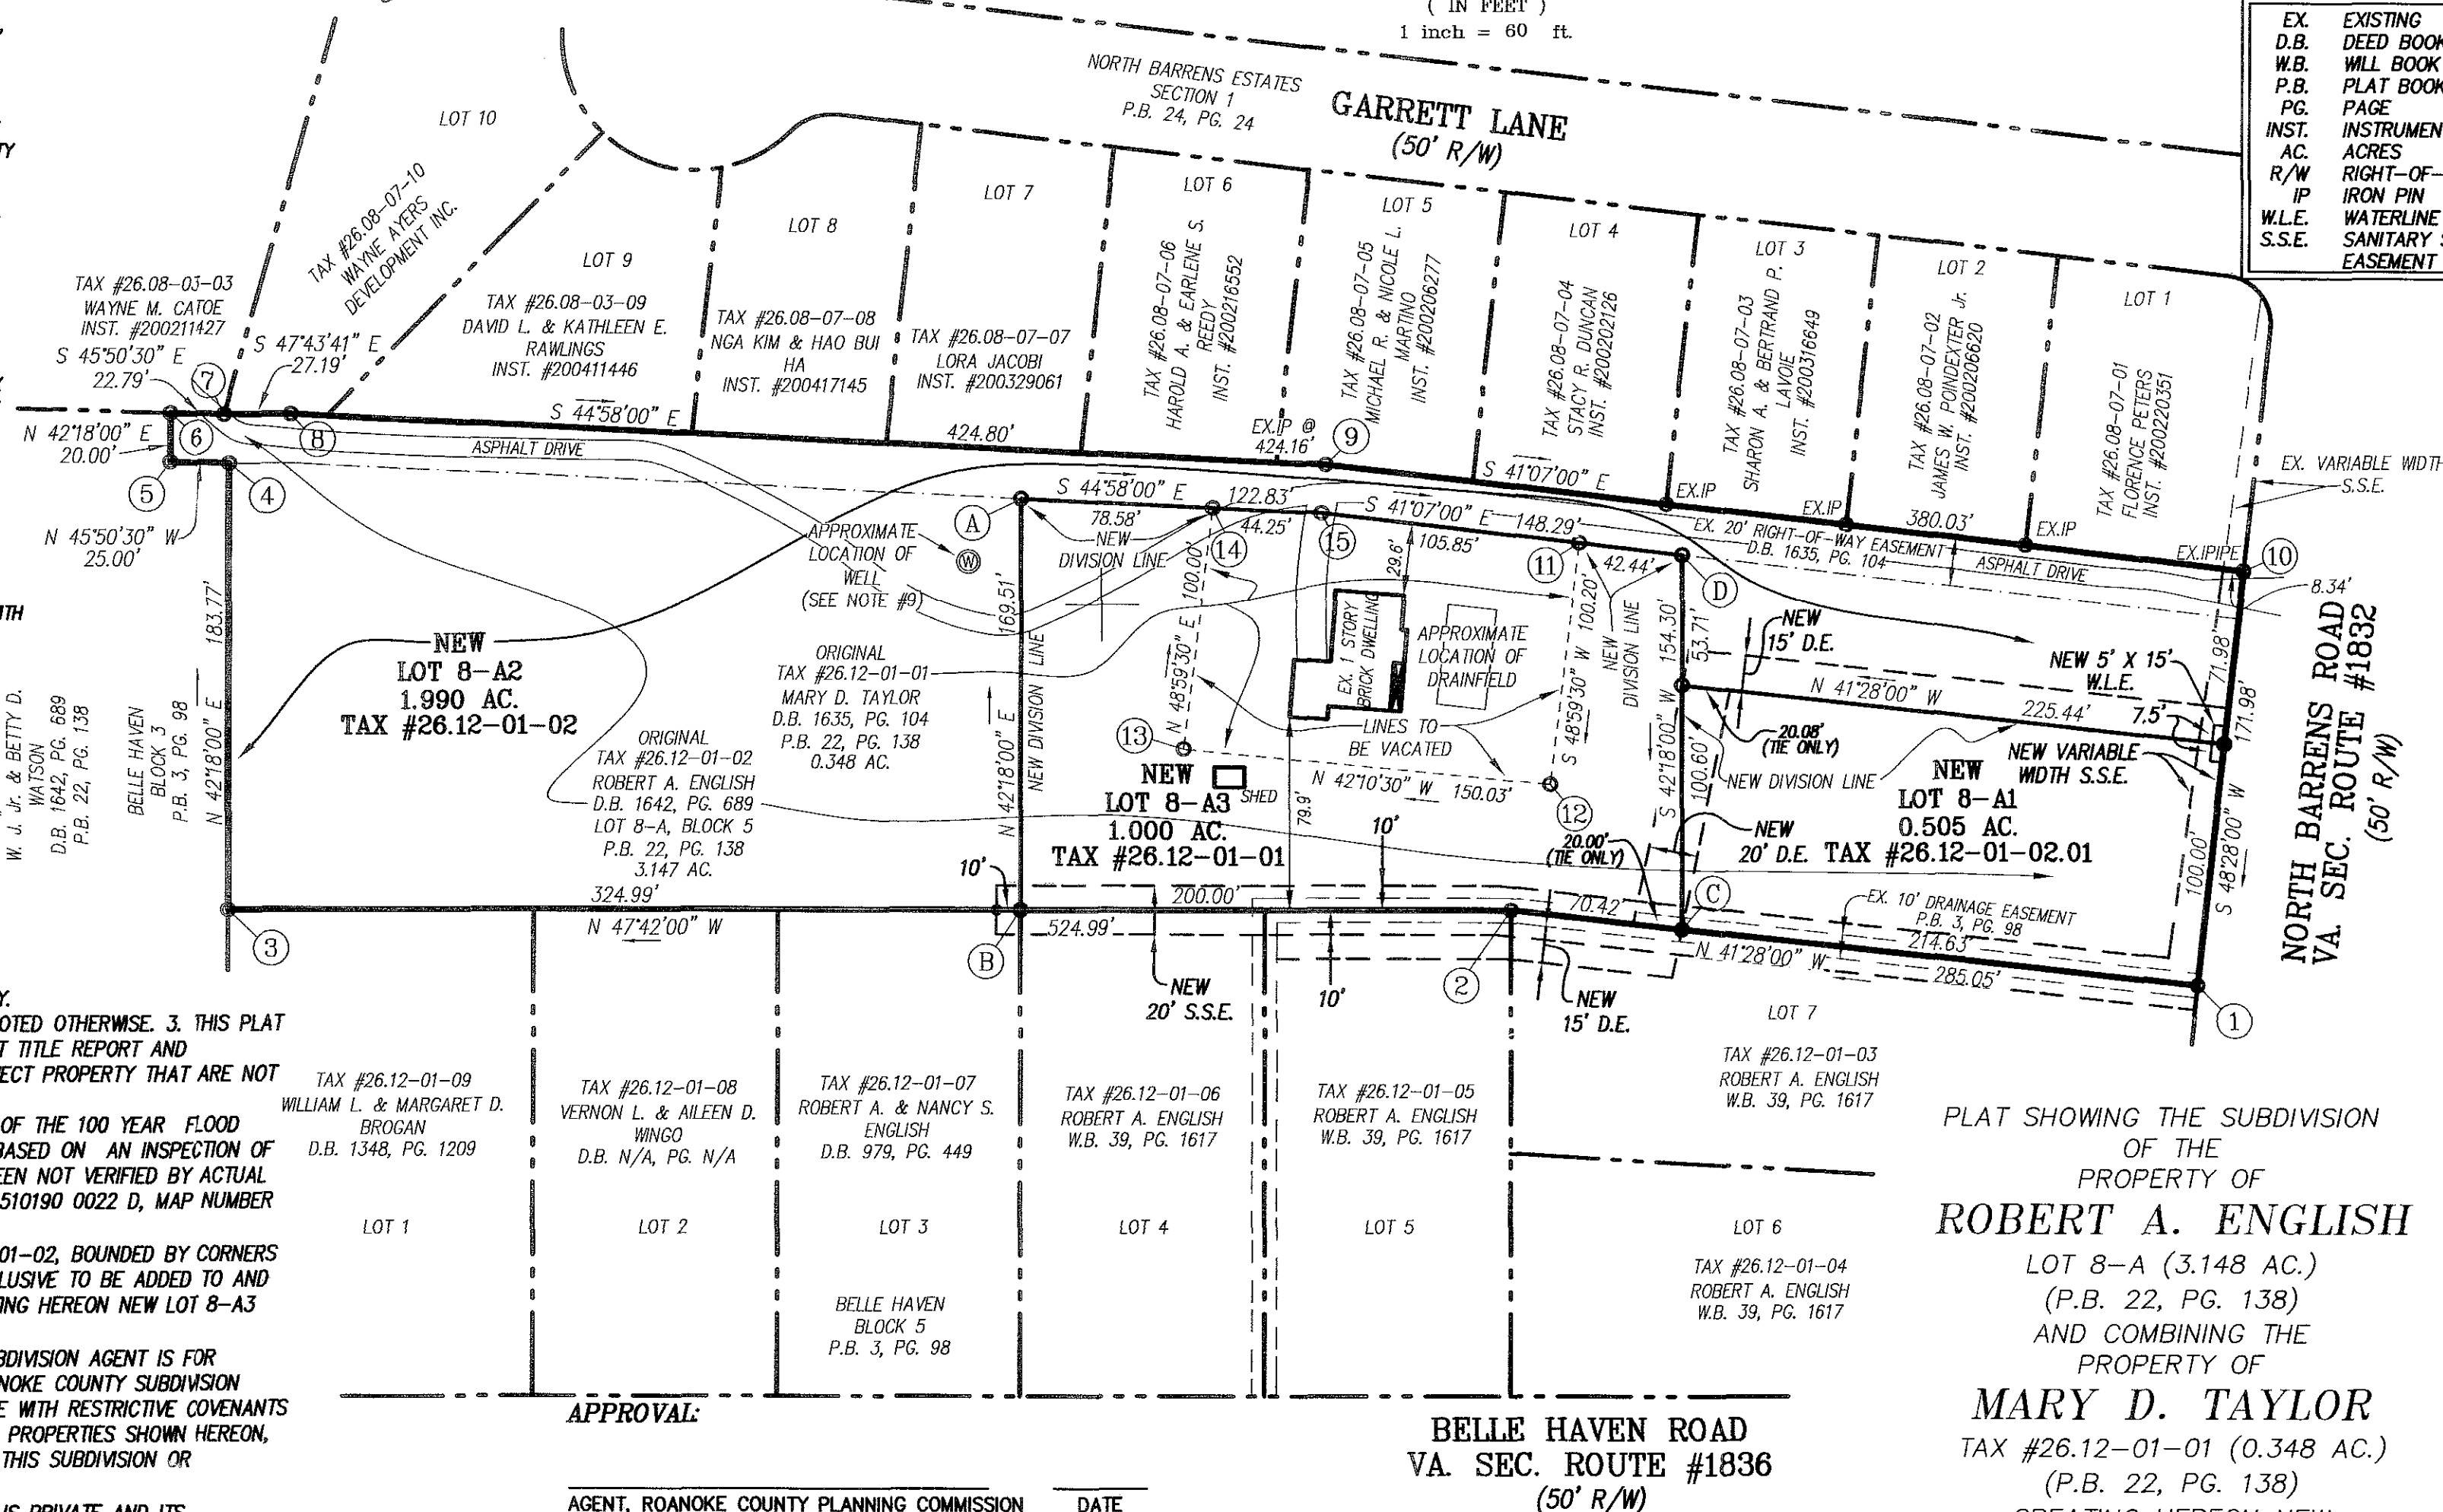 ( IN FEET )
1 inch = 60 ft.
EX. EXISTING
D.B. DEED BOOK
W.B. WILL BOOK
P.B. PLAT BOOK
PG. PAGE
INST. INSTRUMEN
AC. ACRES
R/W RIGHT-OF-
IP IRON PIN
W.L.E. WATERLINE
S.S.E. SANITARY S
EASEMENT
NORTH BARRENS ESTATES
SECTION 1
P.B. 24, PG. 24
GARRETT LANE
(50' R/W)
LOT 10
TAX #26.08-07-10
WAYNE AYERS
DEVELOPMENT INC.
LOT 9
TAX #26.08-03-09
DAVID L. & KATHLEEN E.
RAWLINGS
INST. #200411446
LOT 8
TAX #26.08-07-08
NGA KIM & HAO BUI
HA
INST. #200417145
LOT 7
TAX #26.08-07-07
LORA JACOBI
INST. #200329061
LOT 6
TAX #26.08-07-06
HAROLD A. & EARLENE S.
REEDY
INST. #200216552
LOT 5
TAX #26.08-07-05
MICHAEL R. & NICOLE L.
MARTINO
INST. #200206277
LOT 4
TAX #26.08-07-04
STACY R. DUNCAN
INST. #200202126
LOT 3
TAX #26.08-07-03
SHARON A. & BERTRAND P.
LAVOIE
INST. #200316649
LOT 2
TAX #26.08-07-02
JAMES W. POINDEXTER Jr.
INST. #200206620
LOT 1
TAX #26.08-07-01
FLORENCE PETERS
INST. #200220351
EX. VARIABLE WIDTH
S.S.E.
TAX #26.08-03-03
WAYNE M. CATOE
INST. #200211427
S 45°50'30" E
22.79'
S 47°43'41" E
27.19'
7
6
8
N 42°18'00" E
20.00'
5
4
N 45°50'30" W
25.00'
S 44°58'00" E
424.80'
ASPHALT DRIVE
EX.IP @
424.16'
9
S 41°07'00" E
EX.IP
EX.IP
380.03'
EX.IP
EX.IPIPE
10
8.34'
A
S 44°58'00" E
122.83'
78.58'
44.25'
NEW
DIVISION LINE
14
15
S 41°07'00" E
148.29'
105.85'
29.6'
11
42.44'
D
EX. 20' RIGHT-OF-WAY EASEMENT
D.B. 1635, PG. 104
ASPHALT DRIVE
APPROXIMATE
LOCATION OF
WELL
(SEE NOTE #9)
W
183.77'
N 42°18'00" E
NEW
LOT 8-A2
1.990 AC.
TAX #26.12-01-02
169.51'
NEW DIVISION LINE
N 42°18'00" E
ORIGINAL
TAX #26.12-01-01
MARY D. TAYLOR
D.B. 1635, PG. 104
P.B. 22, PG. 138
0.348 AC.
ORIGINAL
TAX #26.12-01-02
ROBERT A. ENGLISH
D.B. 1642, PG. 689
LOT 8-A, BLOCK 5
P.B. 22, PG. 138
3.147 AC.
N 48°59'30" E 100.00'
EX. 1 STORY
BRICK DWELLING
APPROXIMATE
LOCATION OF
DRAINFIELD
S 48°59'30" W 100.20'
NEW
DIVISION LINE
154.30'
53.71'
S 42°18'00" W
100.60'
NEW
15' D.E.
NEW 5' X 15'
W.L.E.
71.98'
171.98'
7.5'
N 41°28'00" W
225.44'
20.08'
(TIE ONLY)
NEW DIVISION LINE
NEW VARIABLE
WIDTH S.S.E.
NORTH BARRENS ROAD
VA. SEC. ROUTE #1832
(50' R/W)
13
LINES TO
BE VACATED
N 42°10'30" W 150.03'
12
NEW
LOT 8-A3
1.000 AC.
TAX #26.12-01-01
SHED
79.9'
NEW
LOT 8-A1
0.505 AC.
TAX #26.12-01-02.01
NEW
20' D.E.
20.00'
(TIE ONLY)
100.00'
S 48°28'00" W
W. J. Jr. & BETTY D.
WATSON
D.B. 1642, PG. 689
P.B. 22, PG. 138
BELLE HAVEN
BLOCK 3
P.B. 3, PG. 98
10'
10'
324.99'
N 47°42'00" W
3
B
200.00'
524.99'
2
70.42'
C
EX. 10' DRAINAGE EASEMENT
P.B. 3, PG. 98
214.63'
N 41°28'00" W
285.05'
1
NEW
20' S.S.E.
10'
NEW
15' D.E.
TAX #26.12-01-09
WILLIAM L. & MARGARET D.
BROGAN
D.B. 1348, PG. 1209
LOT 1
TAX #26.12-01-08
VERNON L. & AILEEN D.
WINGO
D.B. N/A, PG. N/A
LOT 2
TAX #26.12-01-07
ROBERT A. & NANCY S.
ENGLISH
D.B. 979, PG. 449
LOT 3
BELLE HAVEN
BLOCK 5
P.B. 3, PG. 98
TAX #26.12-01-06
ROBERT A. ENGLISH
W.B. 39, PG. 1617
LOT 4
TAX #26.12-01-05
ROBERT A. ENGLISH
W.B. 39, PG. 1617
LOT 5
LOT 7
TAX #26.12-01-03
ROBERT A. ENGLISH
W.B. 39, PG. 1617
LOT 6
TAX #26.12-01-04
ROBERT A. ENGLISH
W.B. 39, PG. 1617
TY
ITH
Y.
OTED OTHERWISE. 3. THIS PLAT
T TITLE REPORT AND
ECT PROPERTY THAT ARE NOT
OF THE 100 YEAR FLOOD
BASED ON AN INSPECTION OF
EEN NOT VERIFIED BY ACTUAL
510190 0022 D, MAP NUMBER
01-02, BOUNDED BY CORNERS
LUSIVE TO BE ADDED TO AND
ING HEREON NEW LOT 8-A3
BDIVISION AGENT IS FOR
NOKE COUNTY SUBDIVISION
E WITH RESTRICTIVE COVENANTS
PROPERTIES SHOWN HEREON,
THIS SUBDIVISION OR
IS PRIVATE AND ITS
APPROVAL:
AGENT, ROANOKE COUNTY PLANNING COMMISSION DATE
BELLE HAVEN ROAD
VA. SEC. ROUTE #1836
(50' R/W)
PLAT SHOWING THE SUBDIVISION
OF THE
PROPERTY OF
ROBERT A. ENGLISH
LOT 8-A (3.148 AC.)
(P.B. 22, PG. 138)
AND COMBINING THE
PROPERTY OF
MARY D. TAYLOR
TAX #26.12-01-01 (0.348 AC.)
(P.B. 22, PG. 138)
CREATING HEREON NEW